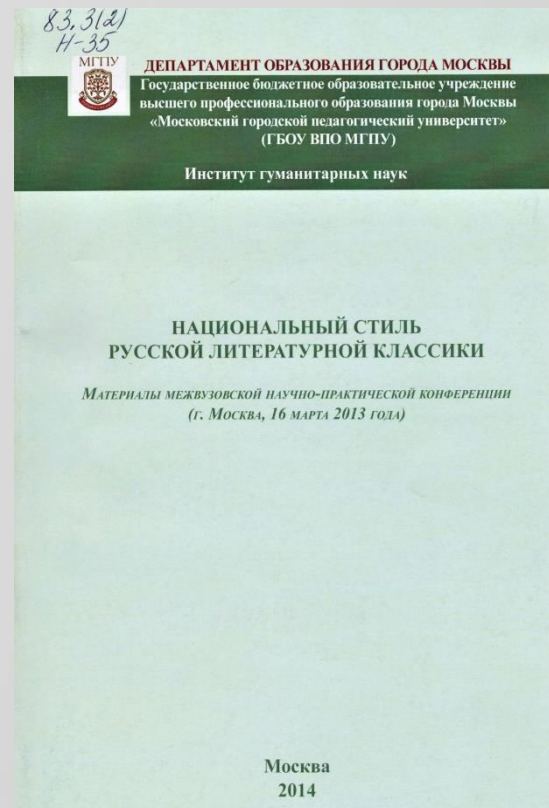 83.3(2)
Н-35
МГПУ
ДЕПАРТАМЕНТ ОБРАЗОВАНИЯ ГОРОДА МОСКВЫ
Государственное бюджетное образовательное учреждение
высшего профессионального образования города Москвы
«Московский городской педагогический университет»
(ГБОУ ВПО МГПУ)
Институт гуманитарных наук
НАЦИОНАЛЬНЫЙ СТИЛЬ
РУССКОЙ ЛИТЕРАТУРНОЙ КЛАССИКИ
Материалы межвузовской научно-практической конференции
(г. Москва, 16 марта 2013 года)
Москва
2014